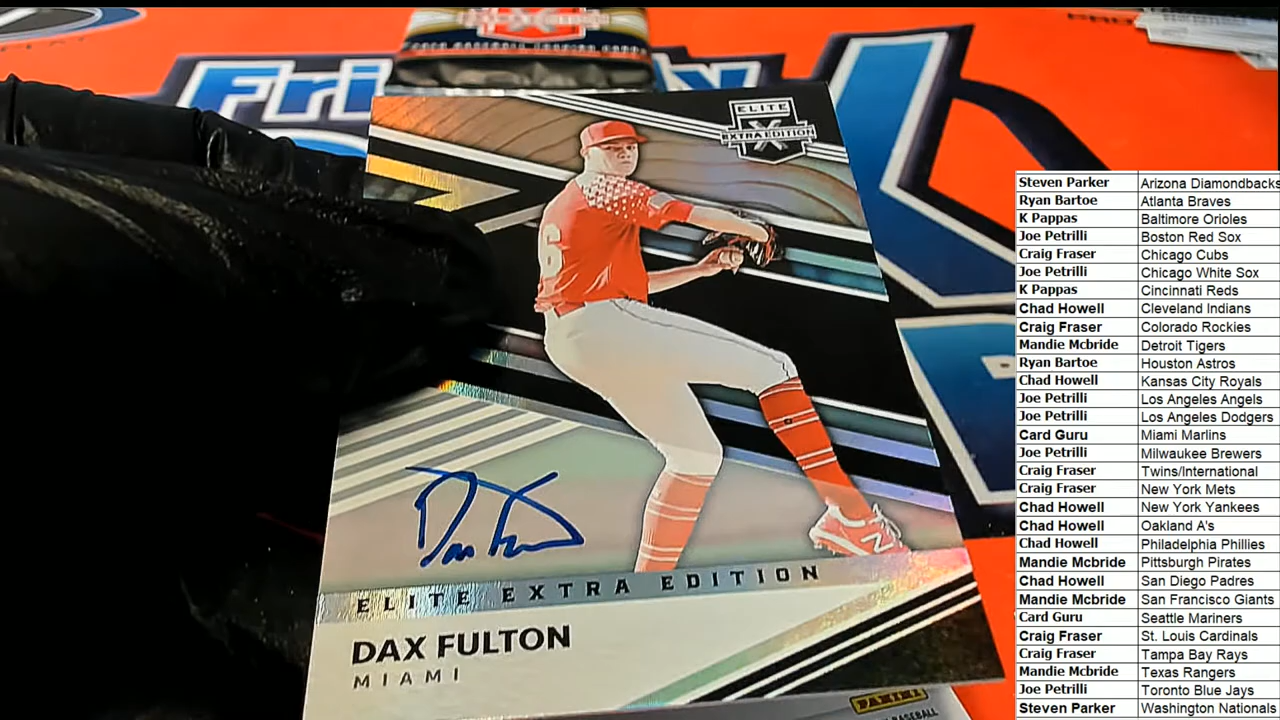 Fri
ELITE
X
EXTRA EDITION
6
N
ELITE EXTRA EDITION
DAX FULTON
MIAMI
PANINI
BASEBALL
Steven Parker Arizona Diamondbacks
Ryan Bartoe Atlanta Braves
K Pappas Baltimore Orioles
Joe Petrilli Boston Red Sox
Craig Fraser Chicago Cubs
Joe Petrilli Chicago White Sox
K Pappas Cincinnati Reds
Chad Howell Cleveland Indians
Craig Fraser Colorado Rockies
Mandie Mcbride Detroit Tigers
Ryan Bartoe Houston Astros
Chad Howell Kansas City Royals
Joe Petrilli Los Angeles Angels
Joe Petrilli Los Angeles Dodgers
Card Guru Miami Marlins
Joe Petrilli Milwaukee Brewers
Craig Fraser Twins/International
Craig Fraser New York Mets
Chad Howell New York Yankees
Chad Howell Oakland A's
Chad Howell Philadelphia Phillies
Mandie Mcbride Pittsburgh Pirates
Chad Howell San Diego Padres
Mandie Mcbride San Francisco Giants
Card Guru Seattle Mariners
Craig Fraser St. Louis Cardinals
Craig Fraser Tampa Bay Rays
Mandie Mcbride Texas Rangers
Joe Petrilli Toronto Blue Jays
Steven Parker Washington Nationals